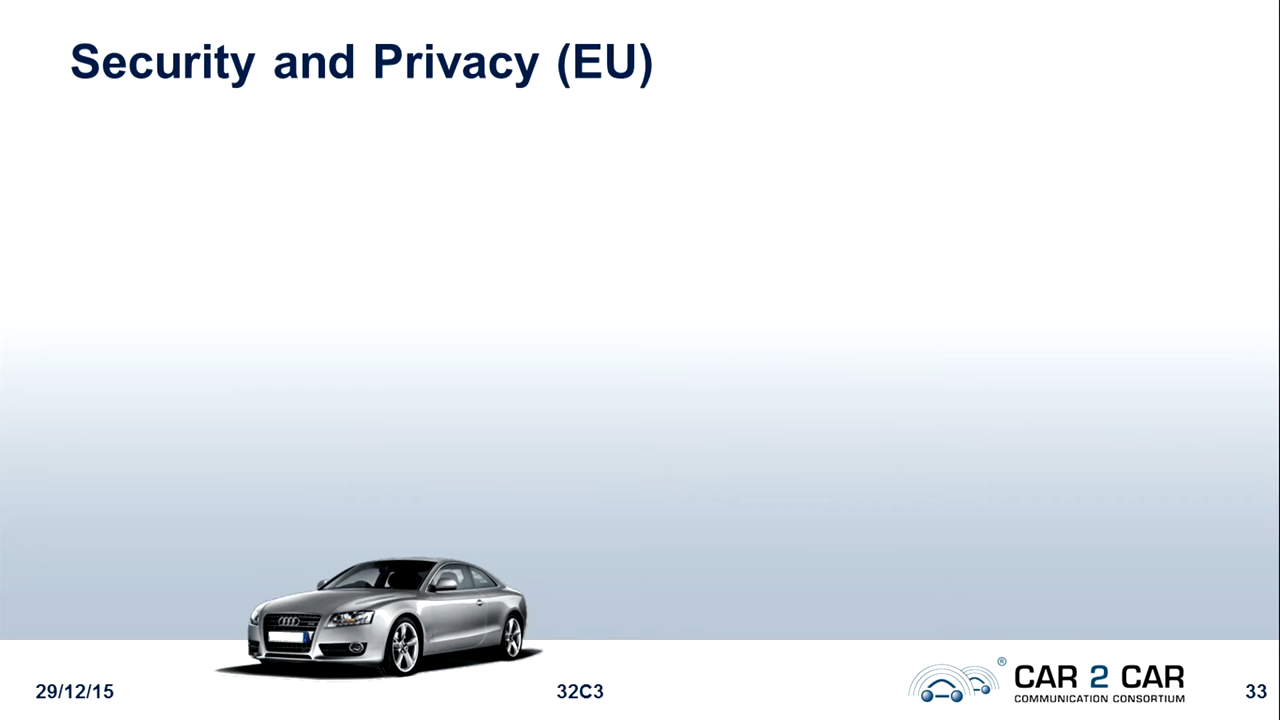 Security and Privacy (EU)
29/12/15
32C3
® CAR 2 CAR
COMMUNICATION CONSORTIUM
33